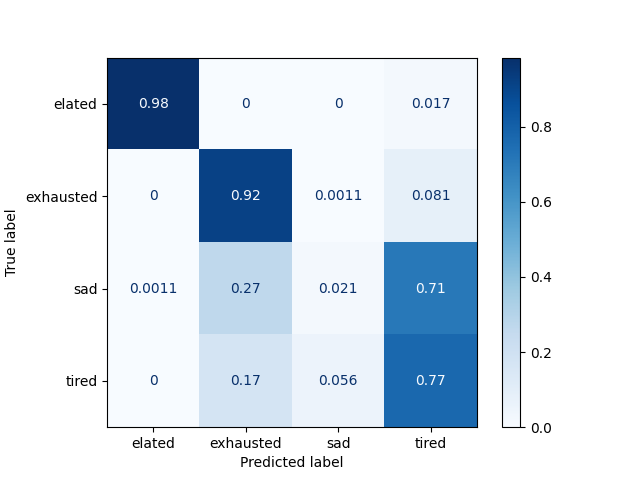 elated 0.98 0 0 0.017
0.8
exhausted 0 0.92 0.0011 0.081
0.6
sad 0.0011 0.27 0.021 0.71
0.4
tired 0 0.17 0.056 0.77
0.2
0.0
elated exhausted sad tired
Predicted label
True label